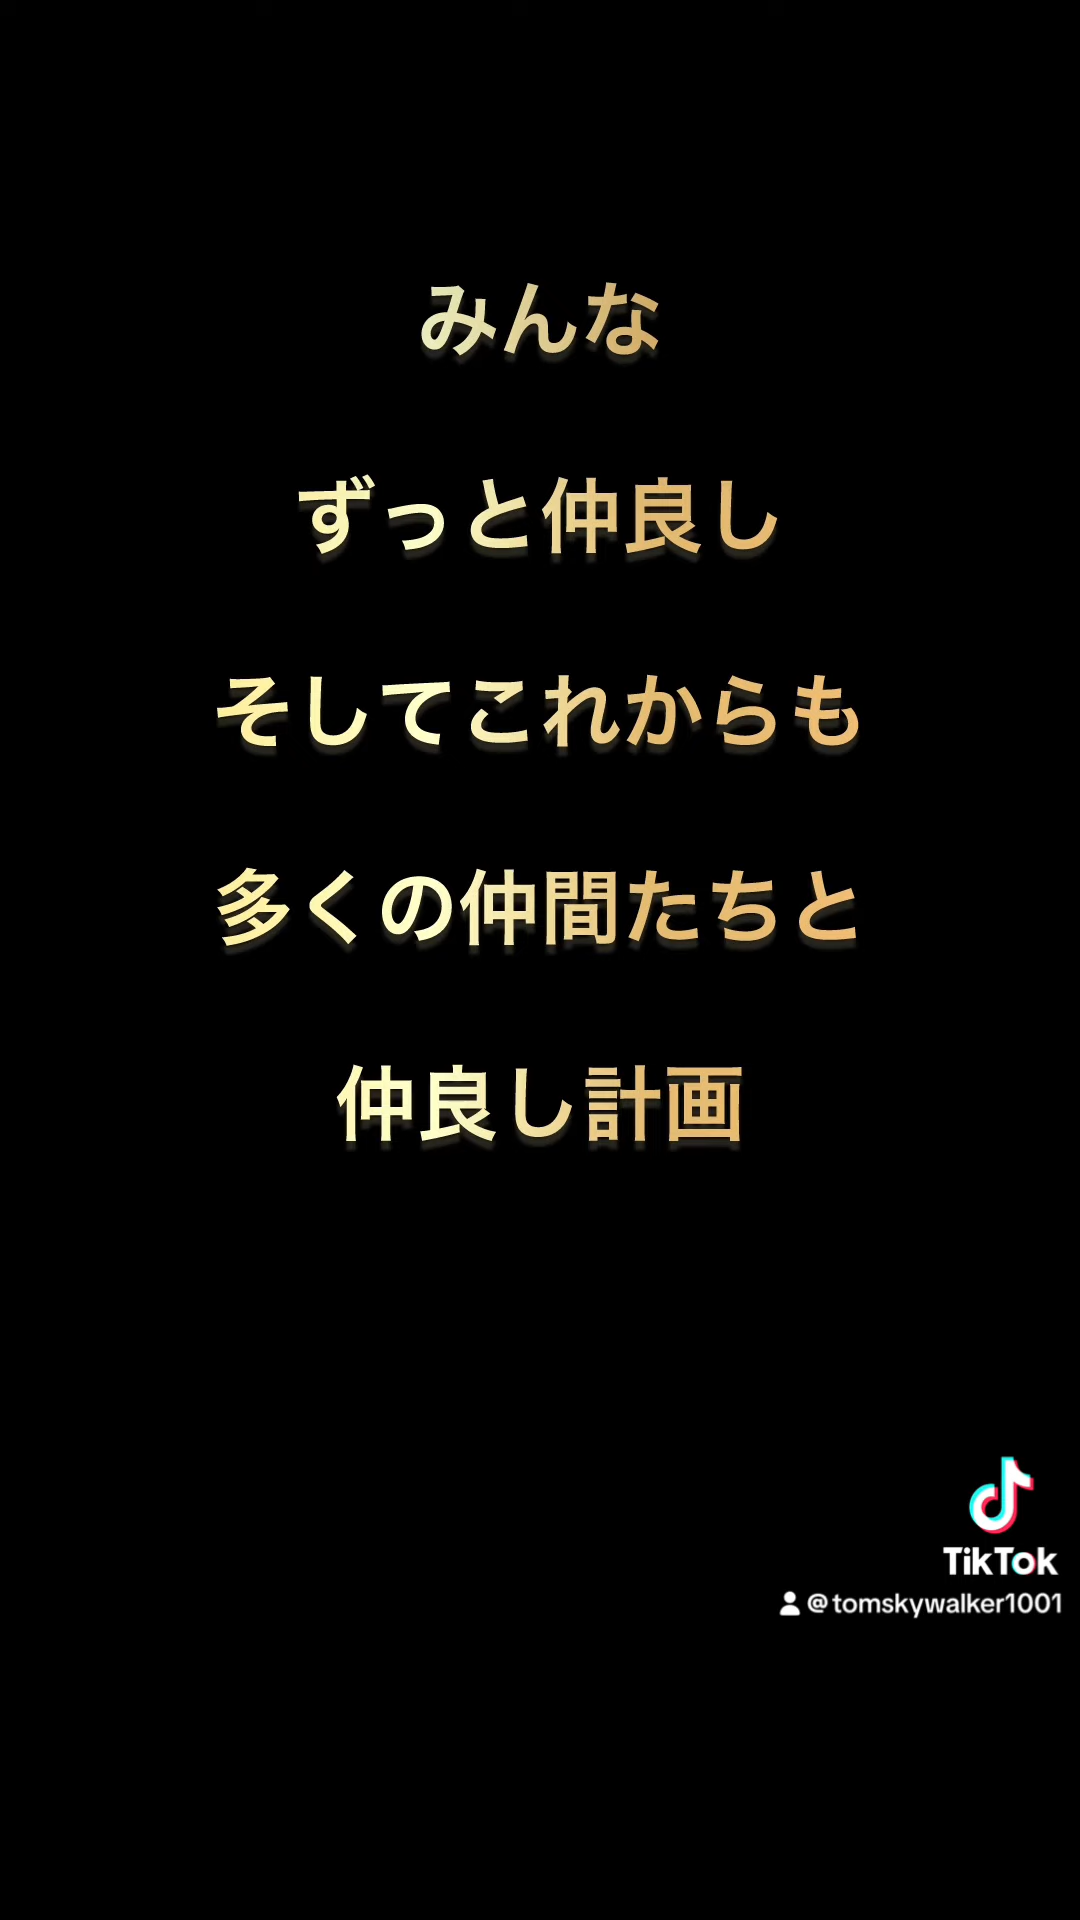 みんな
ずっと仲良し
そしてこれからも
多くの仲間たちと
仲良し計画
TikTok
@tomskywalker1001